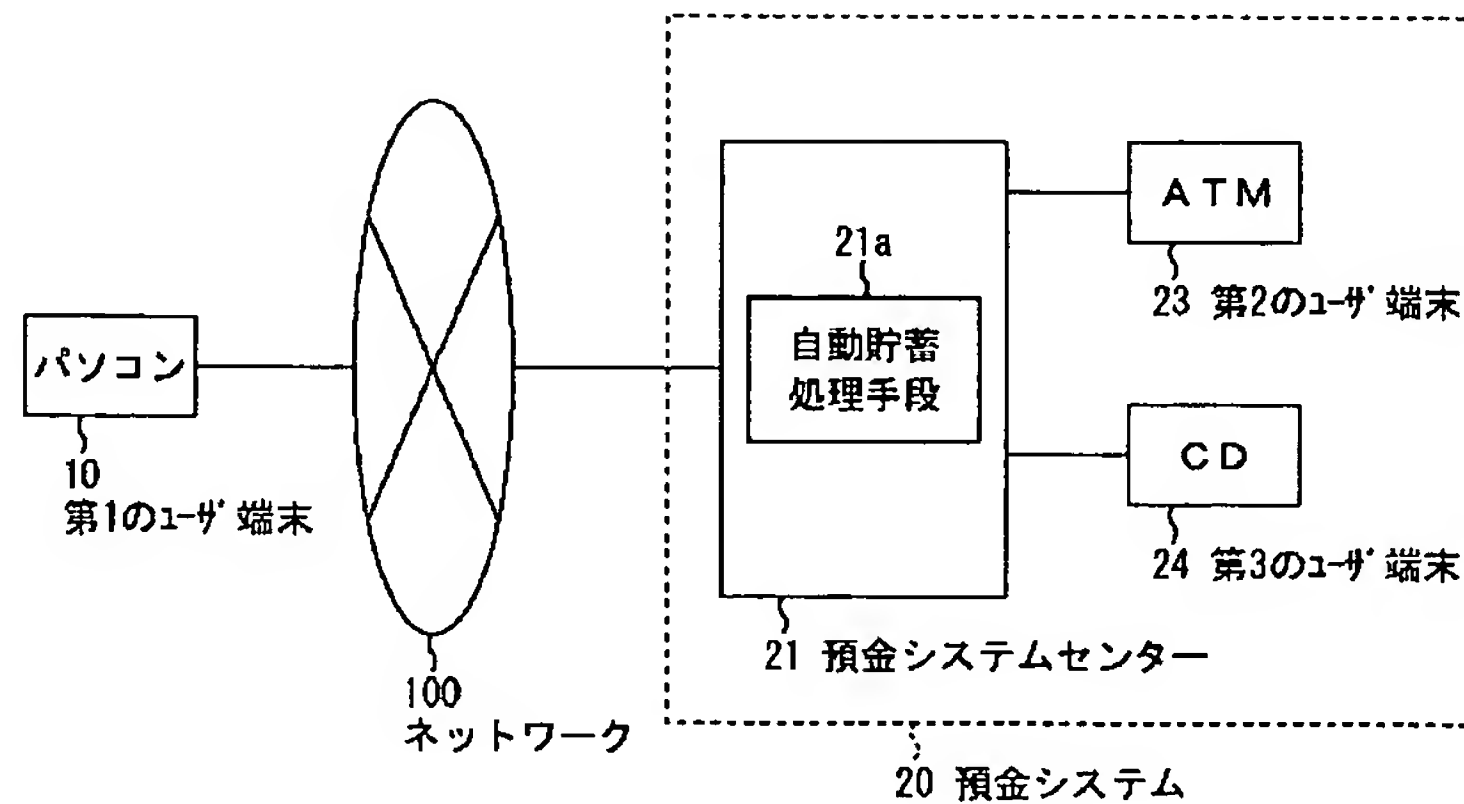 パソコン
10
第1のﾕｰｻﾞ端末
100
ネットワーク
21a
自動貯蓄
処理手段
21 預金システムセンター
ATM
23 第2のﾕｰｻﾞ端末
CD
24 第3のﾕｰｻﾞ端末
20 預金システム